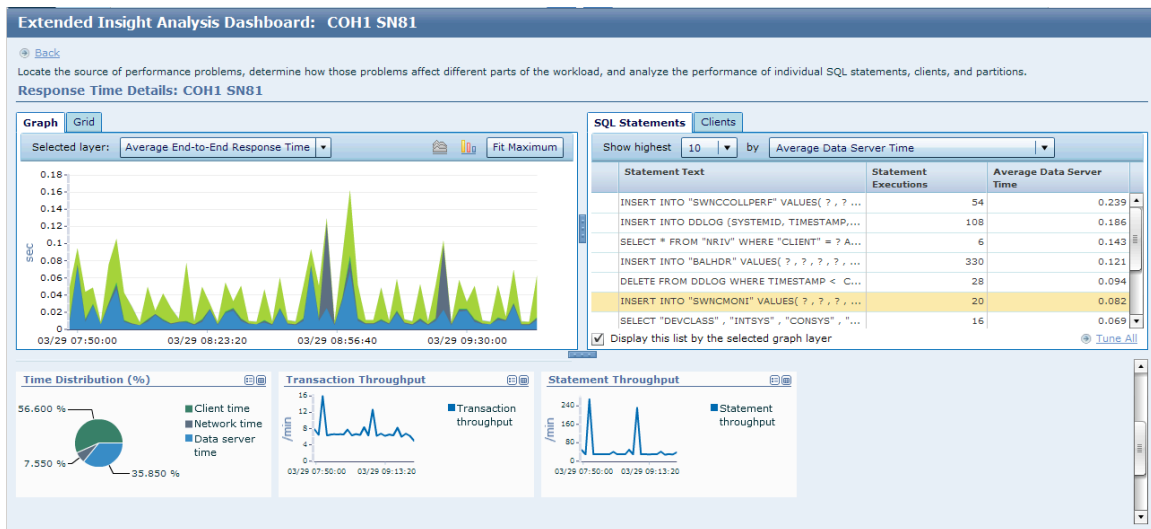 Extended Insight Analysis Dashboard: COH1 SN81
Back
Locate the source of performance problems, determine how those problems affect different parts of the workload, and analyze the performance of individual SQL statements, clients, and partitions.
Response Time Details: COH1 SN81
Graph Grid
Selected layer: Average End-to-End Response Time Fit Maximum
sec
0.18
0.16
0.14
0.12
0.1
0.08
0.06
0.04
0.02
0
03/29 07:50:00 03/29 08:23:20 03/29 08:56:40 03/29 09:30:00
SQL Statements Clients
Show highest 10 by Average Data Server Time
Statement Text Statement Executions Average Data Server Time
INSERT INTO "SWNCCOLLPERF" VALUES( ? , ? ... 54 0.239
INSERT INTO DDLOG (SYSTEMID, TIMESTAMP,... 108 0.186
SELECT * FROM "NRIV" WHERE "CLIENT" = ? A... 6 0.143
INSERT INTO "BALHDR" VALUES( ? , ? , ? , ? , ... 330 0.121
DELETE FROM DDLOG WHERE TIMESTAMP < C... 28 0.094
INSERT INTO "SWNCMONI" VALUES( ? , ? , ? , ... 20 0.082
SELECT "DEVCLASS" , "INTSYS" , "CONSYS" , "... 16 0.069
Display this list by the selected graph layer Tune All
Time Distribution (%)
56.600 %
7.550 %
35.850 %
Client time
Network time
Data server
time
Transaction Throughput
/min
16
12
8
4
0
03/29 07:50:00 03/29 09:13:20
Transaction
throughput
Statement Throughput
/min
240
160
80
0
03/29 07:50:00 03/29 09:13:20
Statement
throughput